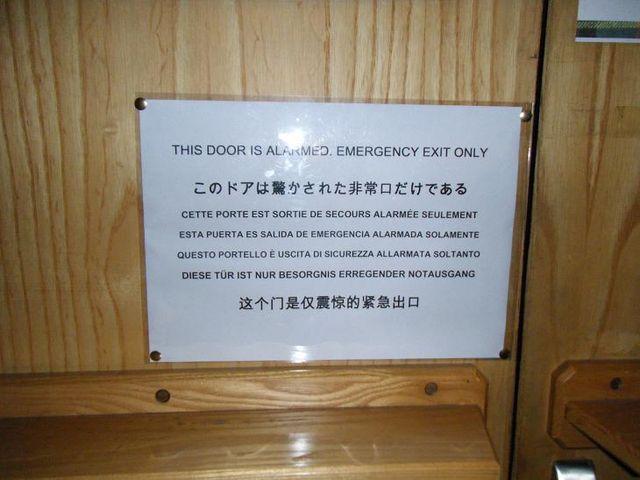 THIS DOOR IS ALARMED. EMERGENCY EXIT ONLY
このドアは驚かされた非常口だけである
CETTE PORTE EST SORTIE DE SECOURS ALARMÉE SEULEMENT
ESTA PUERTA ES SALIDA DE EMERGENCIA ALARMADA SOLAMENTE
QUESTO PORTELLO È USCITA DI SICUREZZA ALLARMATA SOLTANTO
DIESE TÜR IST NUR BESORGNIS ERREGENDER NOTAUSGANG
这个门是仅震惊的紧急出口